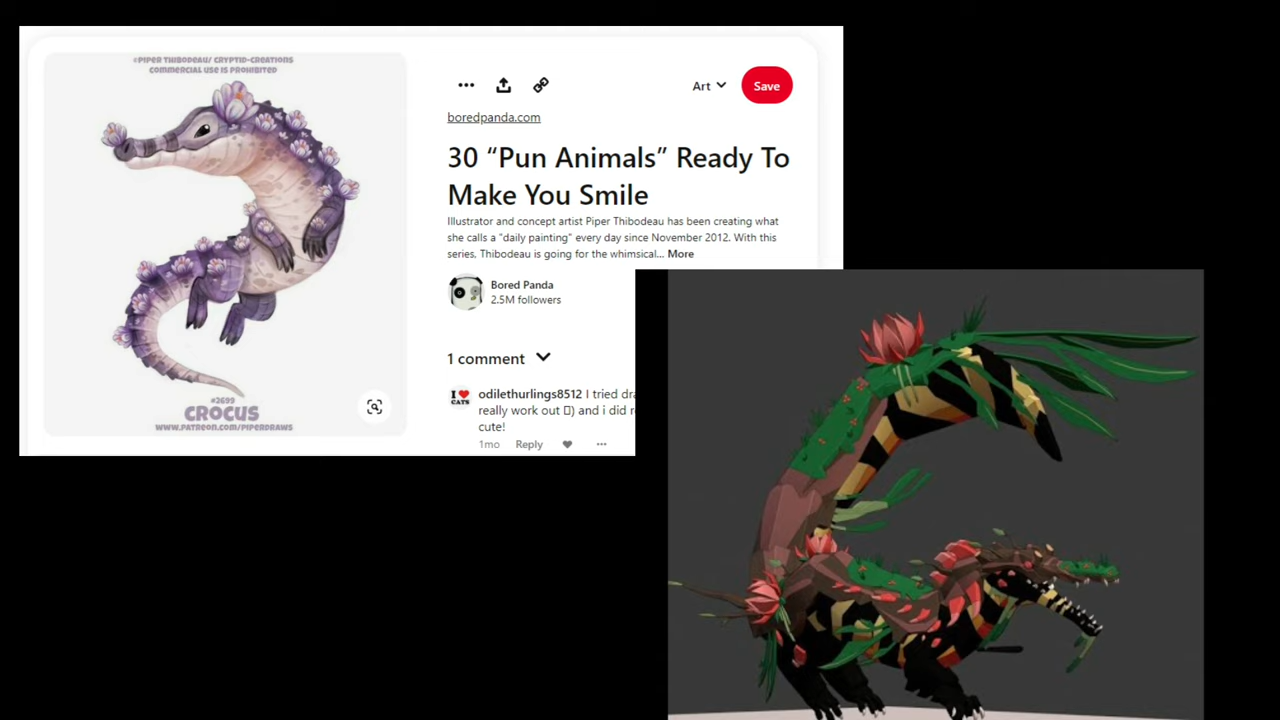 ©PIPER THIBODEAU/ CRYPTID-CREATIONS
COMMERCIAL USE IS PROHIBITED
#2699
CROCUS
WWW.PATREON.COM/PIPERDRAWS
Art
Save
boredpanda.com
30 “Pun Animals” Ready To
Make You Smile
Illustrator and concept artist Piper Thibodeau has been creating what
she calls a "daily painting" every day since November 2012. With this
series, Thibodeau is going for the whimsical... More
Bored Panda
2.5M followers
1 comment
I ♥
CATS
odilethurlings8512 I tried
really work out ▯) and i did
cute!
1mo
Reply